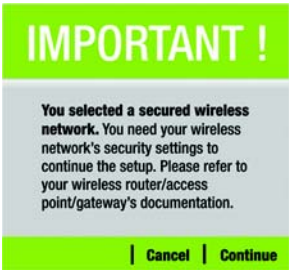 IMPORTANT !
You selected a secured wireless
network. You need your wireless
network's security settings to
continue the setup. Please refer to
your wireless router/access
point/gateway's documentation.
| Cancel | Continue